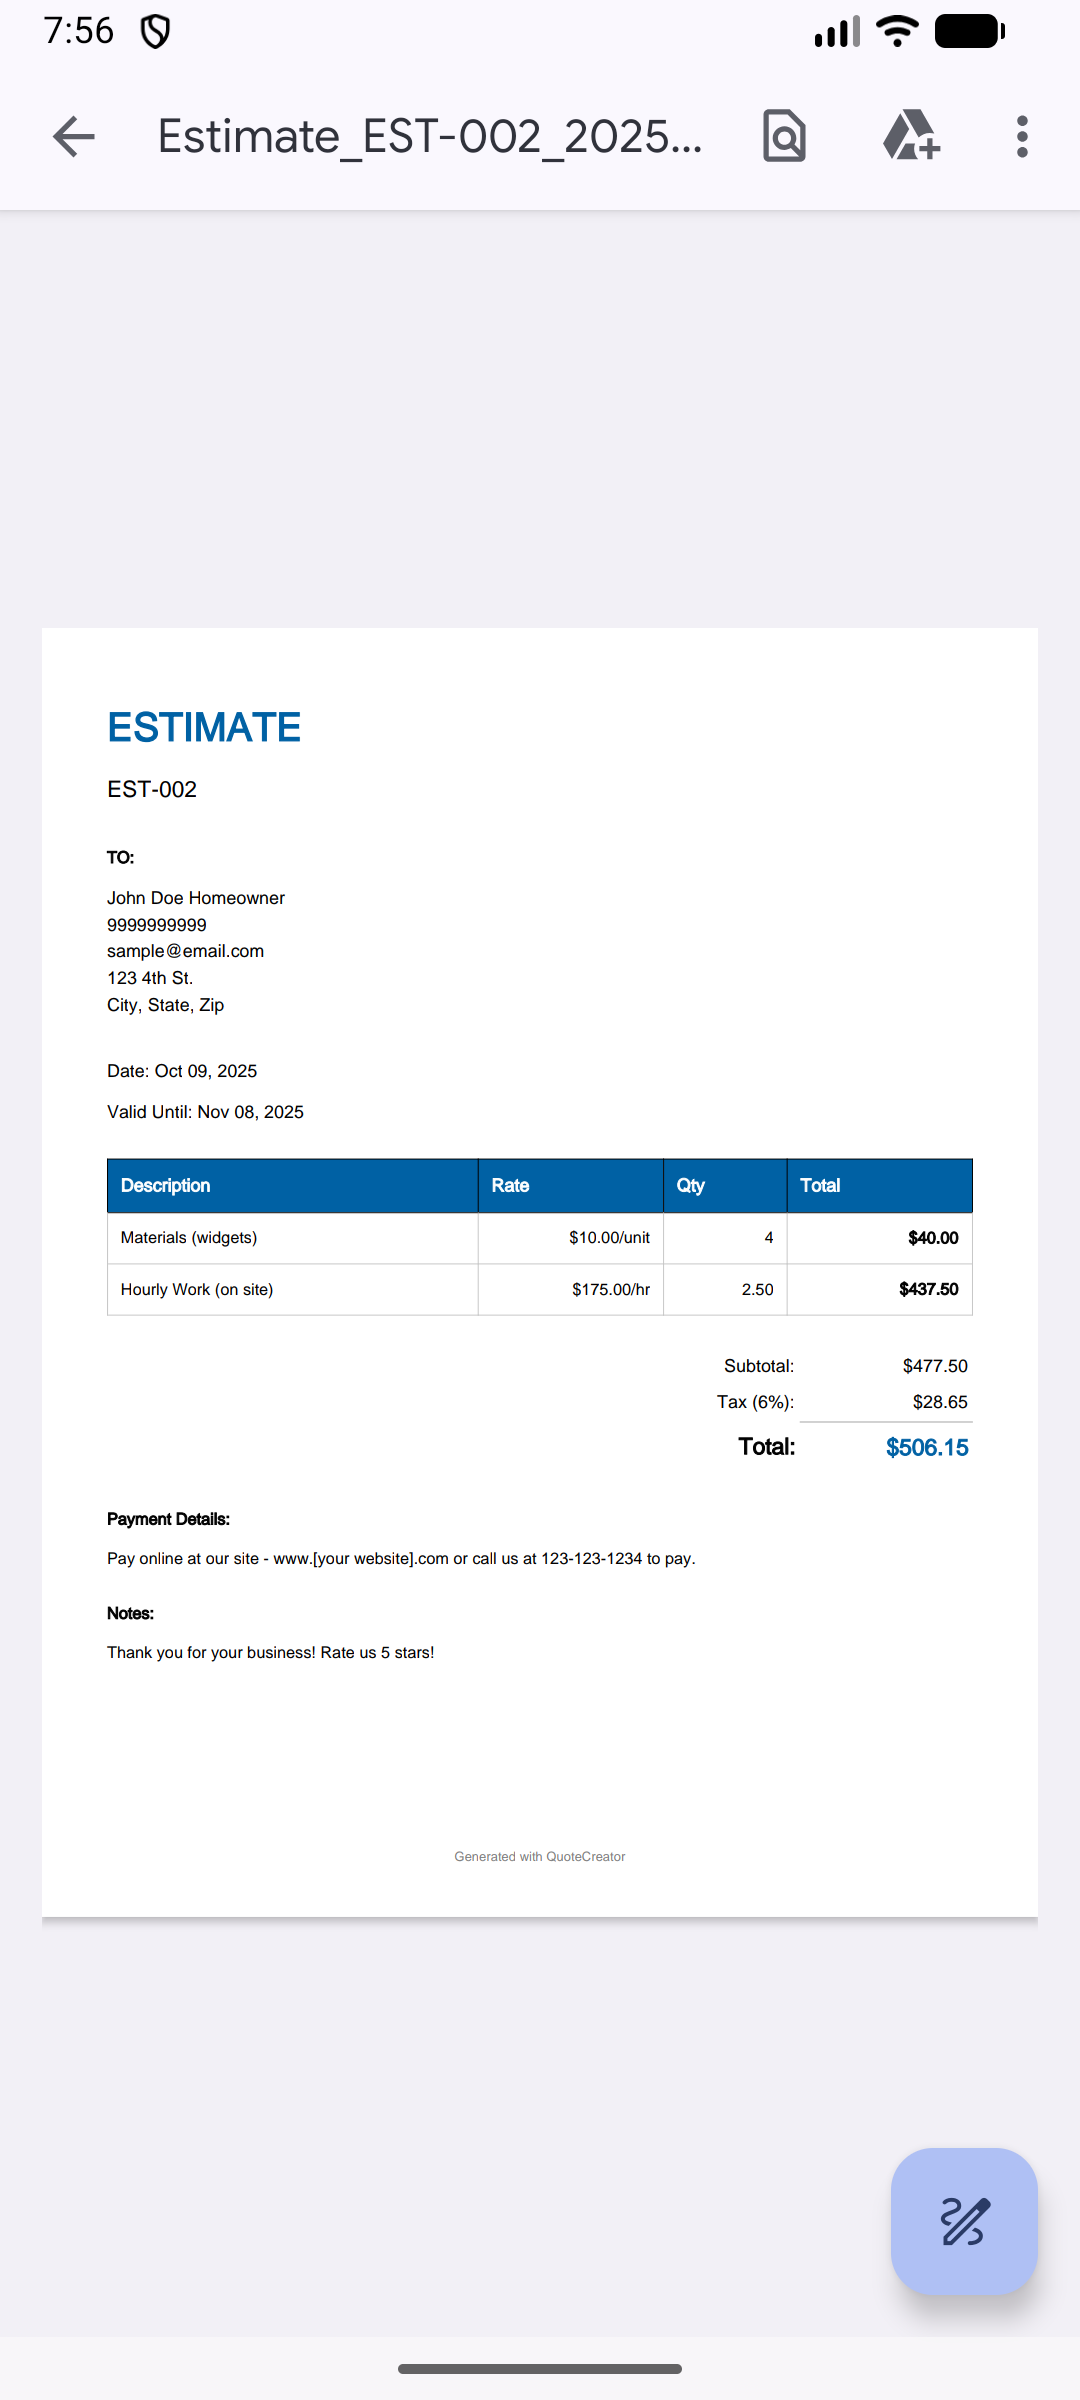 7:56
Estimate_EST-002_2025...
ESTIMATE
EST-002
TO:
John Doe Homeowner
9999999999
sample@email.com
123 4th St.
City, State, Zip
Date: Oct 09, 2025
Valid Until: Nov 08, 2025
Description Rate Qty Total
Materials (widgets) $10.00/unit 4 $40.00
Hourly Work (on site) $175.00/hr 2.50 $437.50
Subtotal: $477.50
Tax (6%): $28.65
Total: $506.15
Payment Details:
Pay online at our site - www.[your website].com or call us at 123-123-1234 to pay.
Notes:
Thank you for your business! Rate us 5 stars!
Generated with QuoteCreator